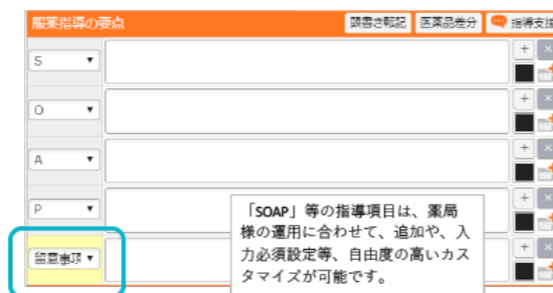 服薬指導の要点 頭書き転記 医薬品差分 指導支援
S
O
A
P
留意事項
「SOAP」等の指導項目は、薬局
様の運用に合わせて、追加や、入
力必須設定等、自由度の高いカス
タマイズが可能です。